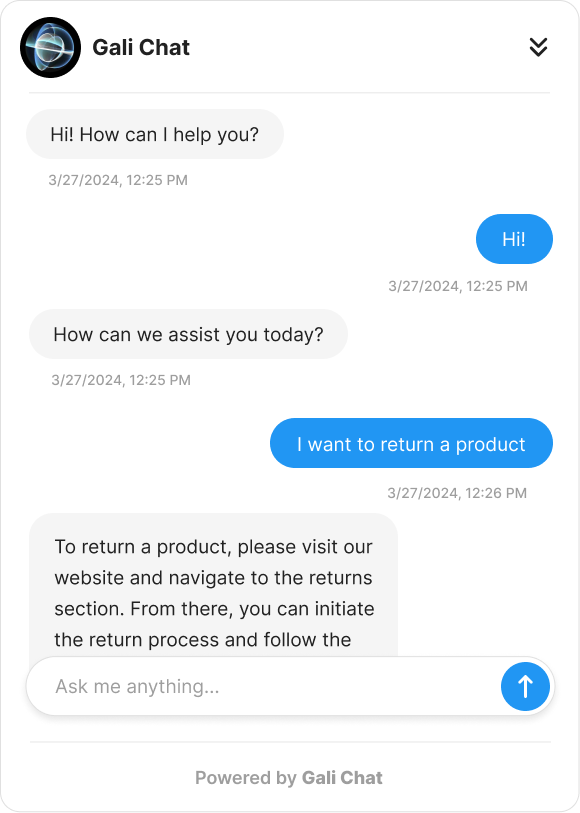 Gali Chat
Hi! How can I help you?
3/27/2024, 12:25 PM
Hi!
3/27/2024, 12:25 PM
How can we assist you today?
3/27/2024, 12:25 PM
I want to return a product
3/27/2024, 12:26 PM
To return a product, please visit our
website and navigate to the returns
section. From there, you can initiate
the return process and follow the
Ask me anything...
Powered by Gali Chat